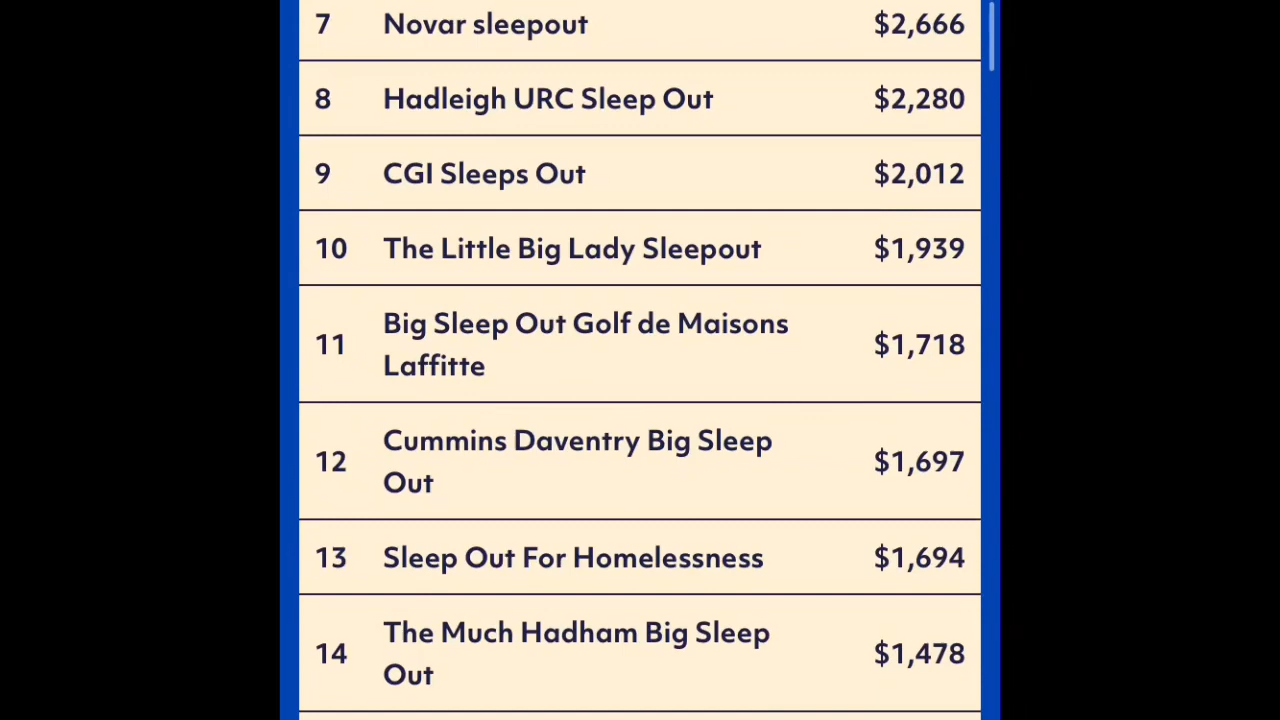 7 Novar sleepout $2,666
8 Hadleigh URC Sleep Out $2,280
9 CGI Sleeps Out $2,012
10 The Little Big Lady Sleepout $1,939
11 Big Sleep Out Golf de Maisons
Laffitte $1,718
12 Cummins Daventry Big Sleep
Out $1,697
13 Sleep Out For Homelessness $1,694
14 The Much Hadham Big Sleep
Out $1,478